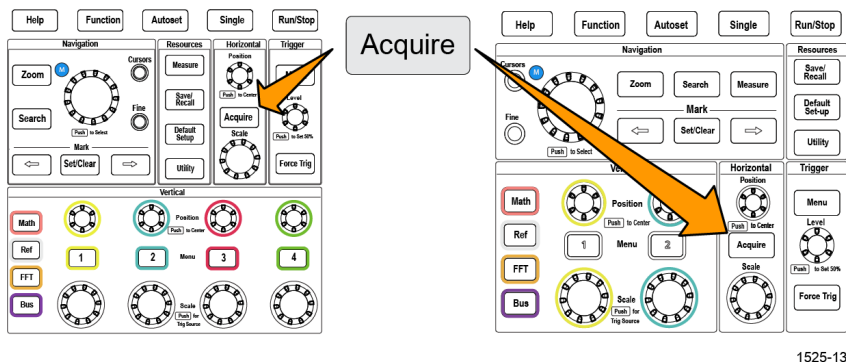 Help Function Autoset Single Run/Stop
Navigation Resources Horizontal Trigger
Zoom M Cursors Measure Position
Push to Center
Level
Search Fine Save/Recall Acquire
Push to Select Push to Set 50%
Mark Default Setup Scale
Set/Clear Utility Force Trig
Vertical
Math Position
Push to Center
Ref 1 2 Menu 3 4
FFT
Bus Scale
Push for
Trig Source
Acquire
Help Function Autoset Single Run/Stop
Navigation Resources
Cursors M Zoom Search Measure Save/Recall
Mark Default Set-up
Fine Set/Clear Utility
Push to Select
Horizontal Trigger
Math Position Position Menu
Push to Center Push to Center
Ref 1 Menu 2 Acquire Level
FFT Scale Push to Set 50%
Bus Scale Force Trig
Push for
Trig Source
1525-13